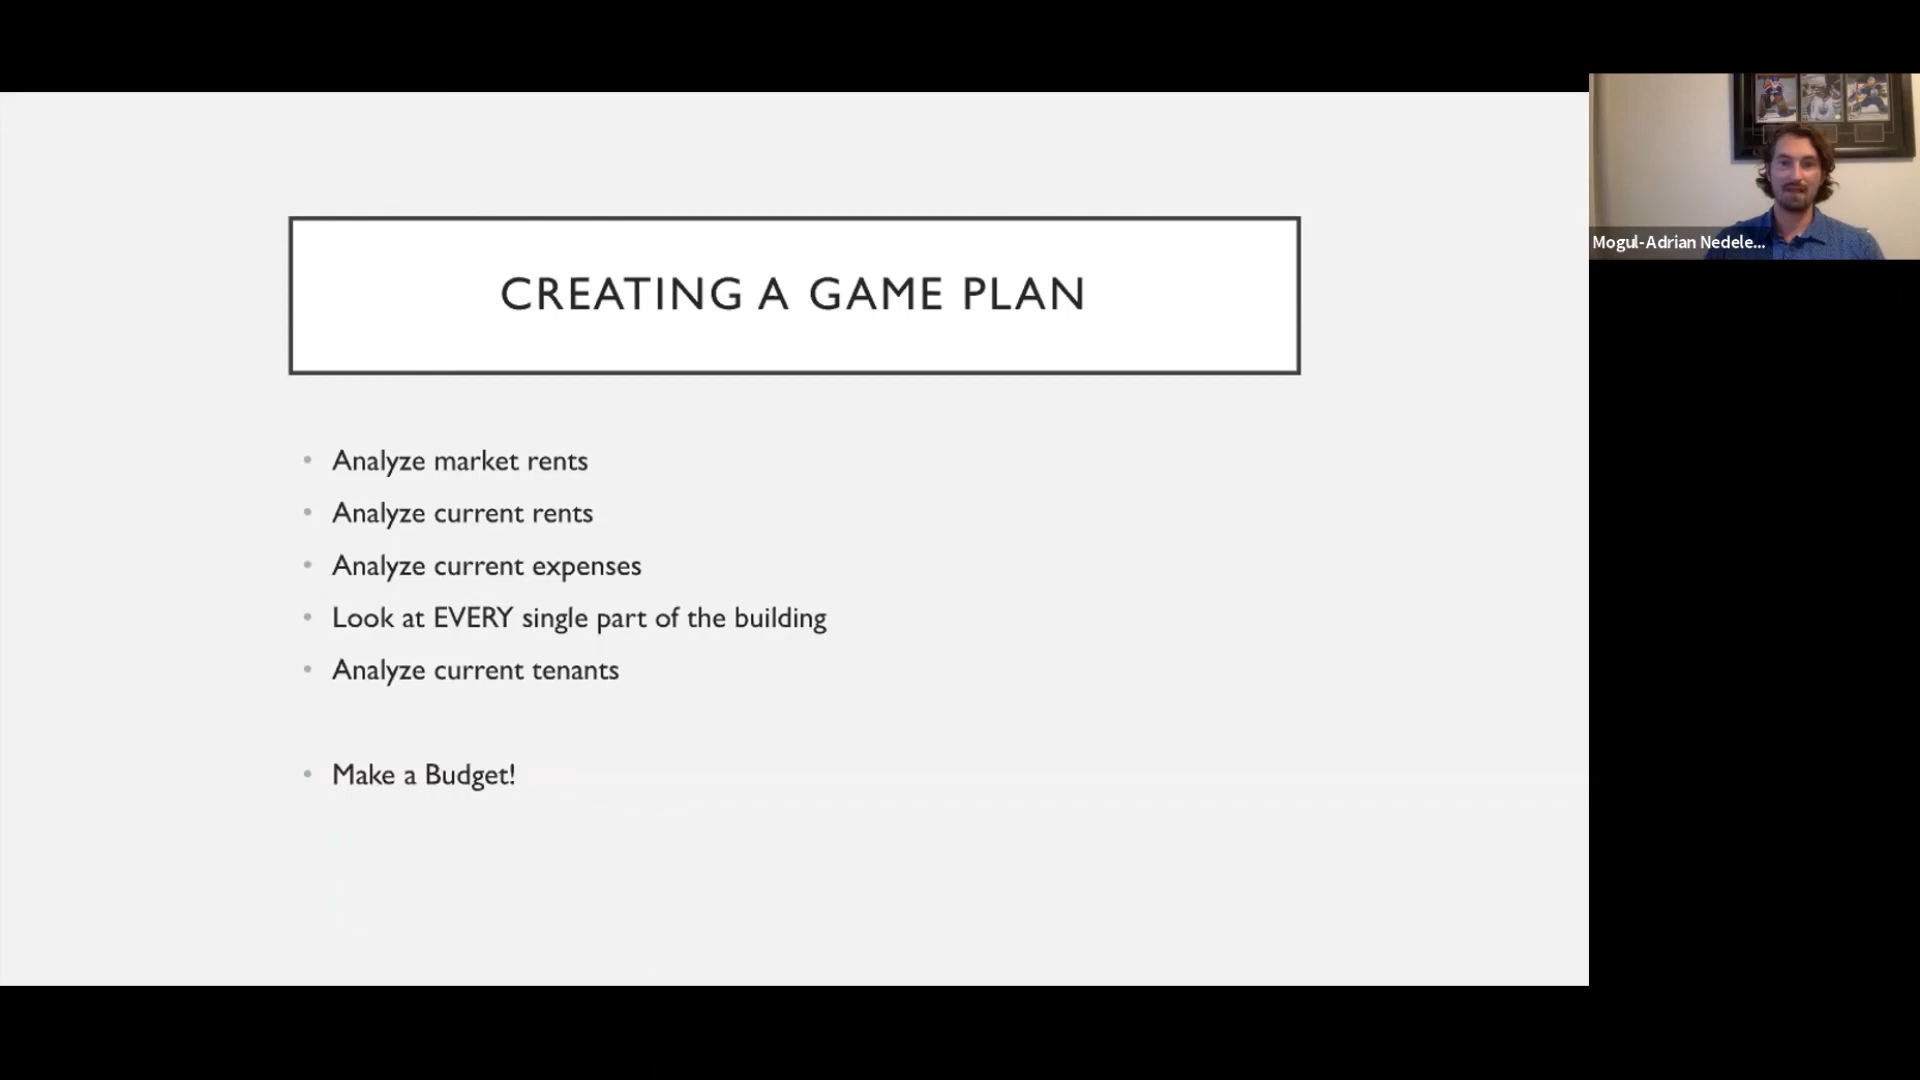 CREATING A GAME PLAN
• Analyze market rents
• Analyze current rents
• Analyze current expenses
• Look at EVERY single part of the building
• Analyze current tenants
• Make a Budget!
Mogul-Adrian Nedele...